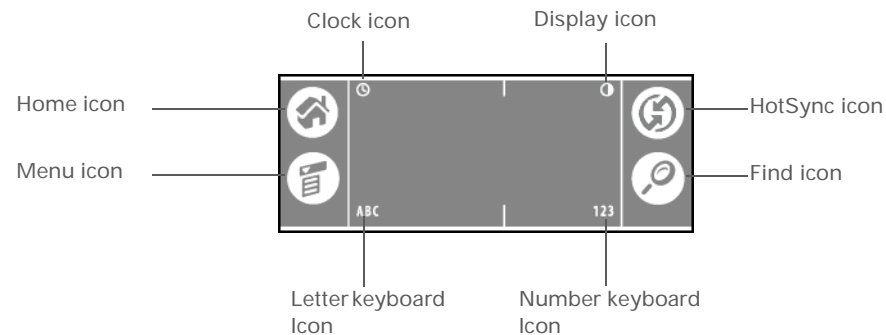 Clock icon
Display icon
Home icon
HotSync icon
Menu icon
Find icon
ABC
123
Letter keyboard
Icon
Number keyboard
Icon